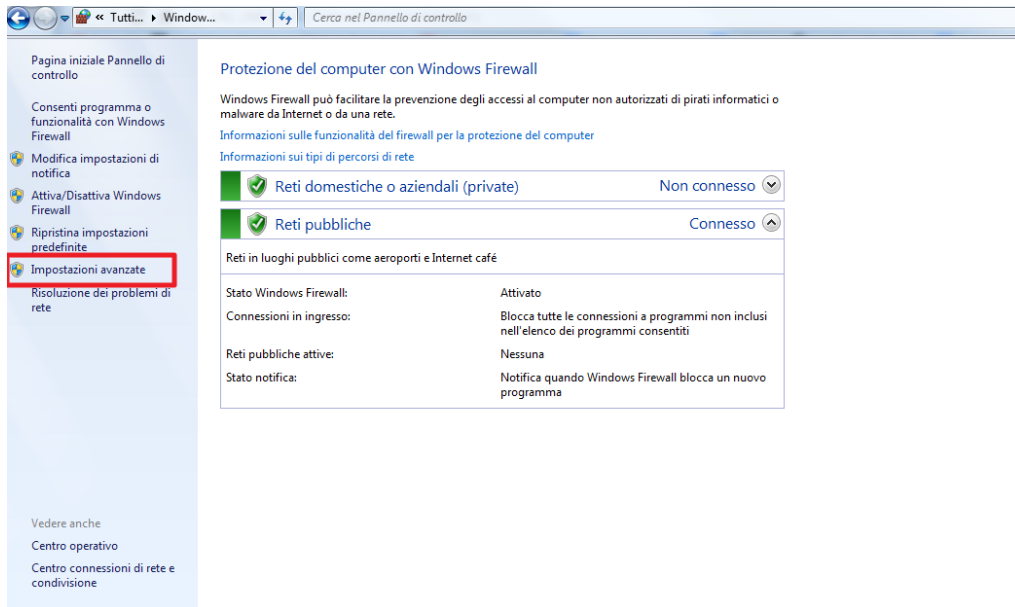 « Tutti... ▸ Window...
Cerca nel Pannello di controllo
Pagina iniziale Pannello di
controllo
Consenti programma o
funzionalità con Windows
Firewall
Modifica impostazioni di
notifica
Attiva/Disattiva Windows
Firewall
Ripristina impostazioni
predefinite
Impostazioni avanzate
Risoluzione dei problemi di
rete
Vedere anche
Centro operativo
Centro connessioni di rete e
condivisione
Protezione del computer con Windows Firewall
Windows Firewall può facilitare la prevenzione degli accessi al computer non autorizzati di pirati informatici o
malware da Internet o da una rete.
Informazioni sulle funzionalità del firewall per la protezione del computer
Informazioni sui tipi di percorsi di rete
Reti domestiche o aziendali (private) Non connesso
Reti pubbliche Connesso
Reti in luoghi pubblici come aeroporti e Internet café
Stato Windows Firewall: Attivato
Connessioni in ingresso: Blocca tutte le connessioni a programmi non inclusi
nell'elenco dei programmi consentiti
Reti pubbliche attive: Nessuna
Stato notifica: Notifica quando Windows Firewall blocca un nuovo
programma